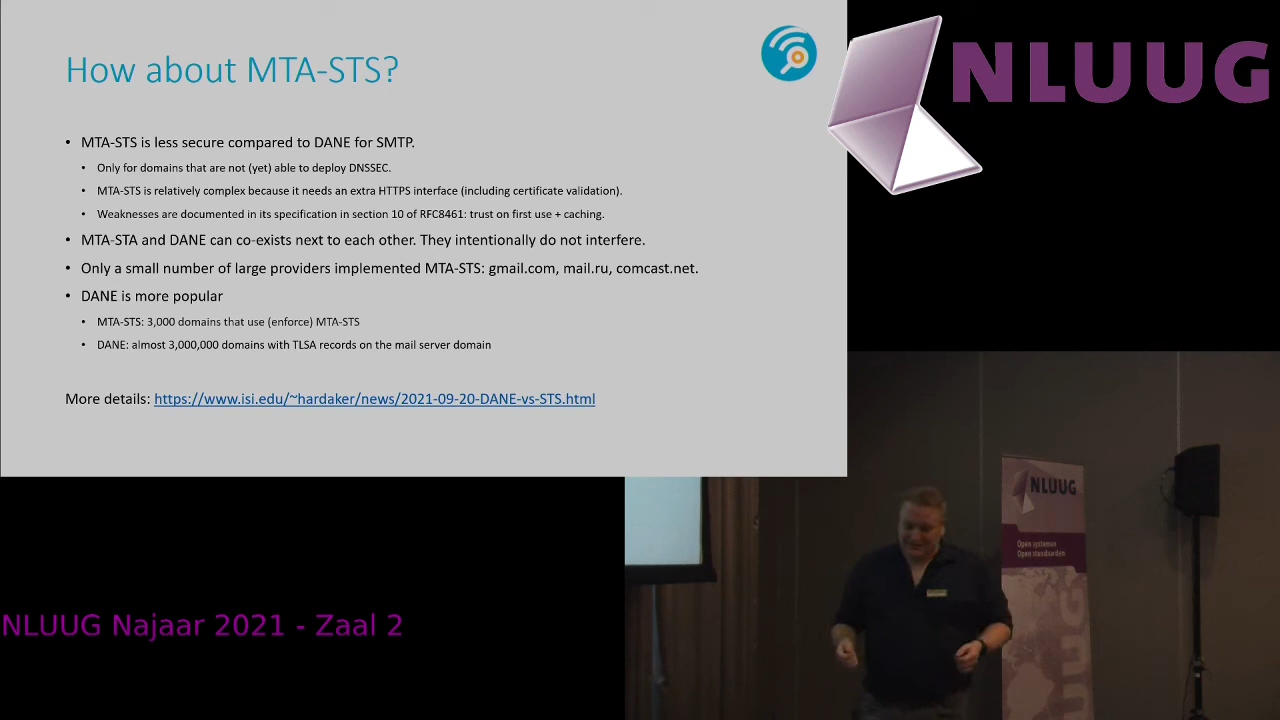 How about MTA-STS?
• MTA-STS is less secure compared to DANE for SMTP.
• Only for domains that are not (yet) able to deploy DNSSEC.
• MTA-STS is relatively complex because it needs an extra HTTPS interface (including certificate validation).
• Weaknesses are documented in its specification in section 10 of RFC8461: trust on first use + caching.
• MTA-STA and DANE can co-exists next to each other. They intentionally do not interfere.
• Only a small number of large providers implemented MTA-STS: gmail.com, mail.ru, comcast.net.
• DANE is more popular
• MTA-STS: 3,000 domains that use (enforce) MTA-STS
• DANE: almost 3,000,000 domains with TLSA records on the mail server domain
More details: https://www.isi.edu/~hardaker/news/2021-09-20-DANE-vs-STS.html
NLUUG
NLUUG Najaar 2021 - Zaal 2
NLUUG
Open systemen
Open standaarden
NLUUG